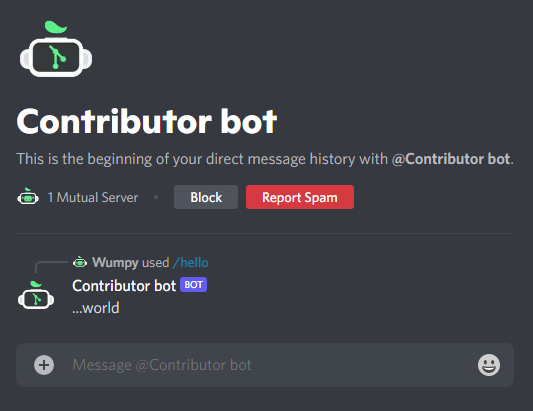 Contributor bot
This is the beginning of your direct message history with @Contributor bot.
1 Mutual Server • Block Report Spam
Wumpy used /hello
Contributor bot BOT
...world
Message @Contributor bot